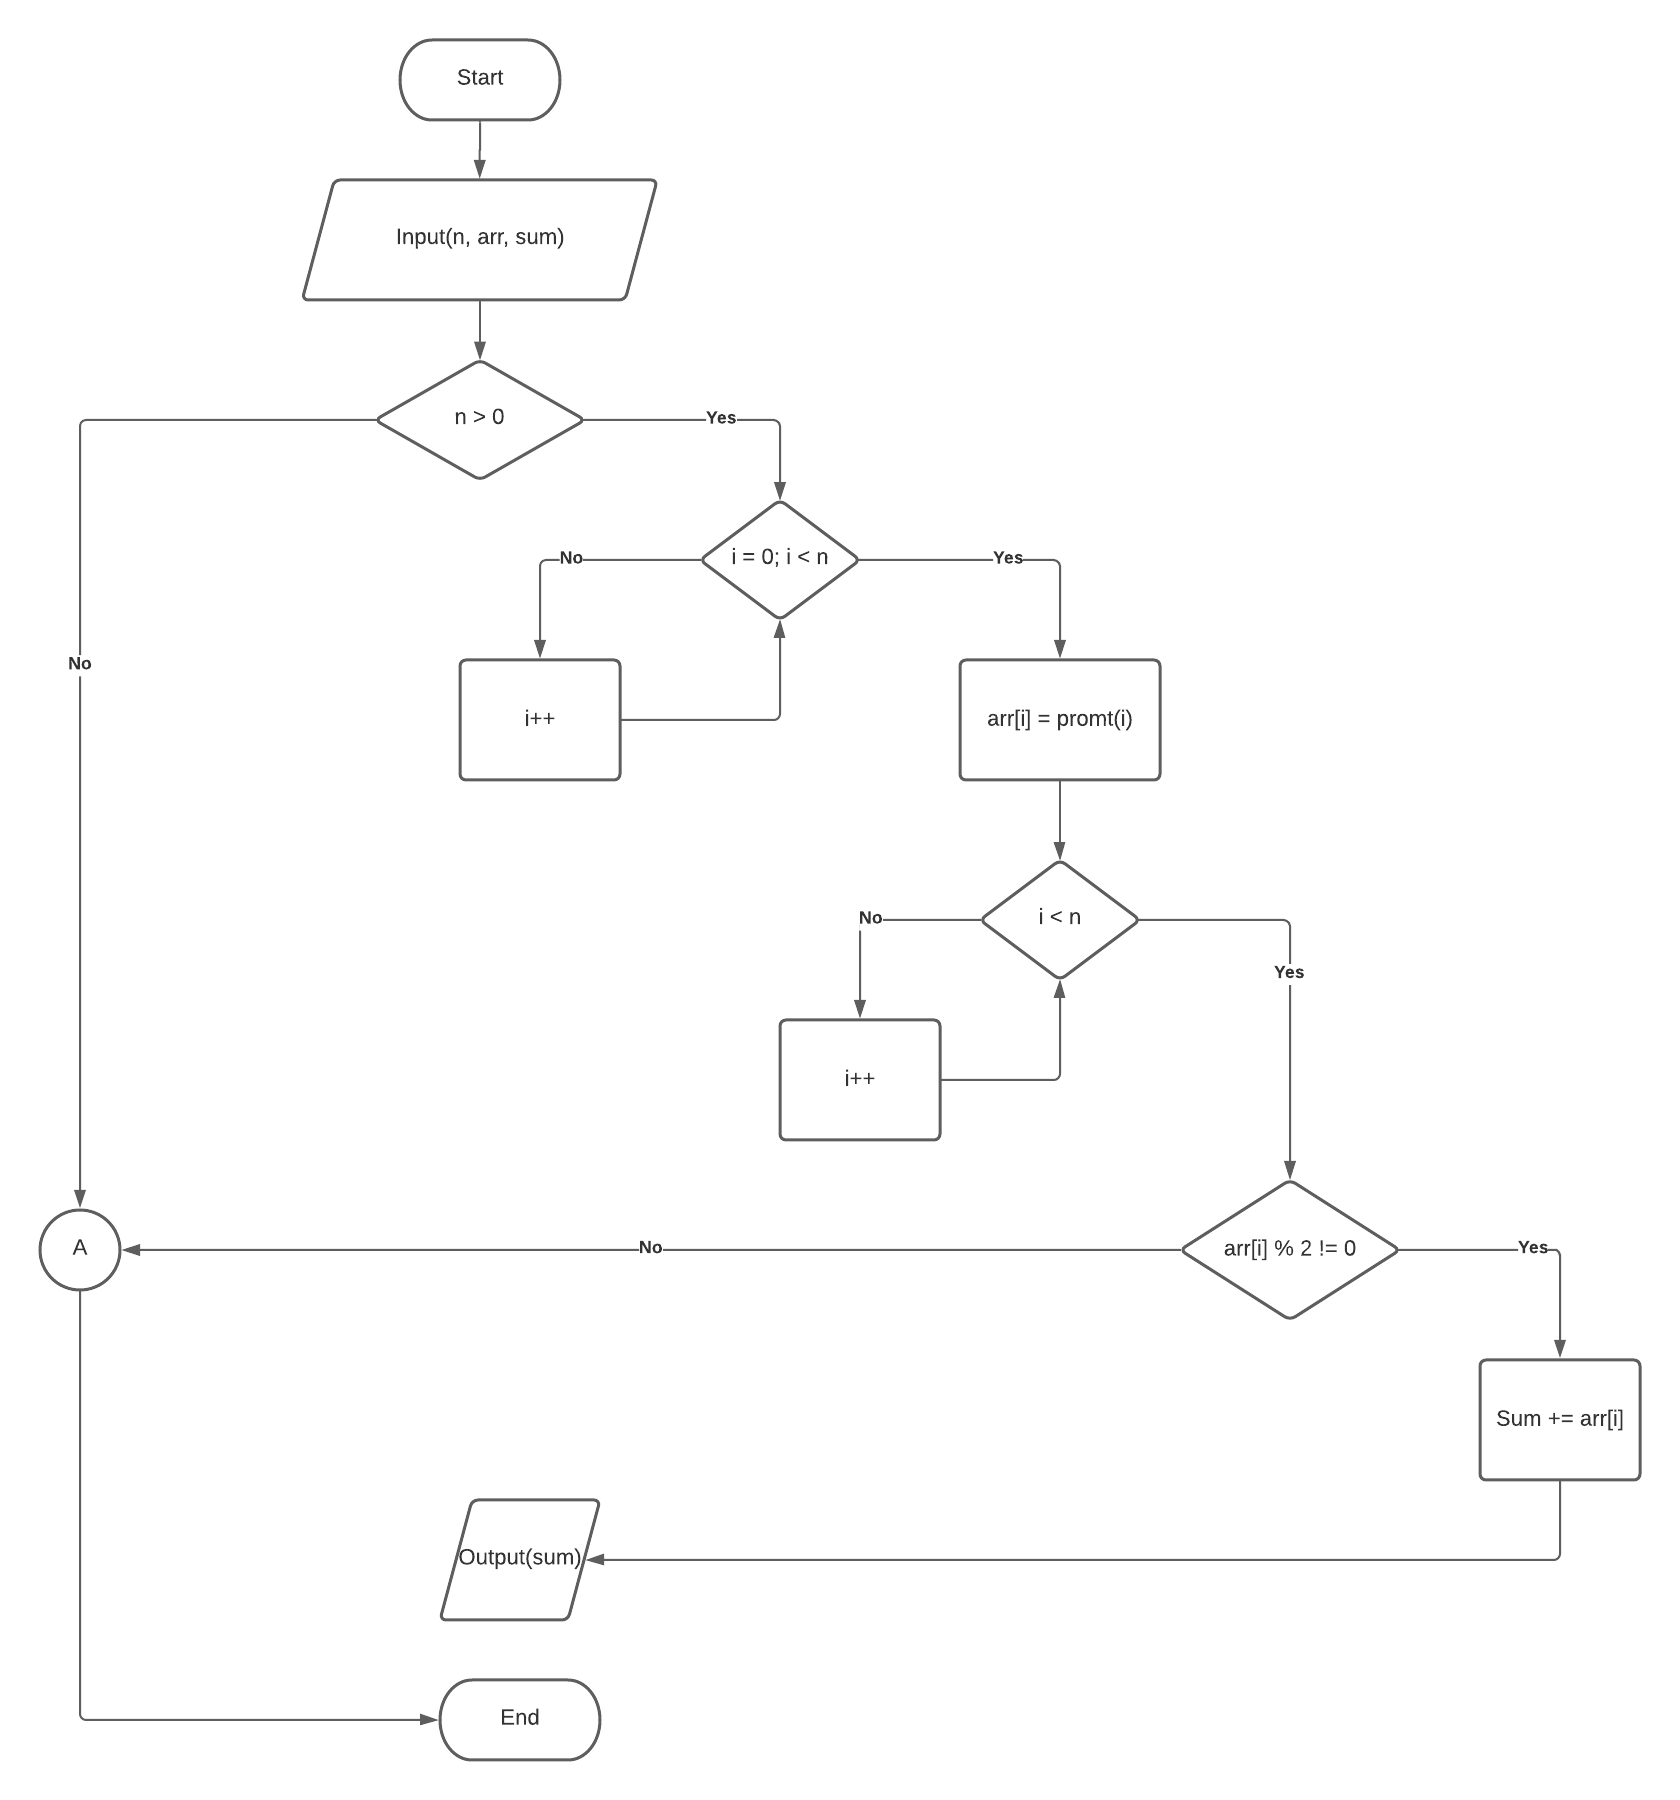 Start
Input(n, arr, sum)
n > 0
Yes
i = 0; i < n
No
Yes
No
i++
arr[i] = promt(i)
i < n
No
Yes
i++
A
No
arr[i] % 2 != 0
Yes
Sum += arr[i]
Output(sum)
End